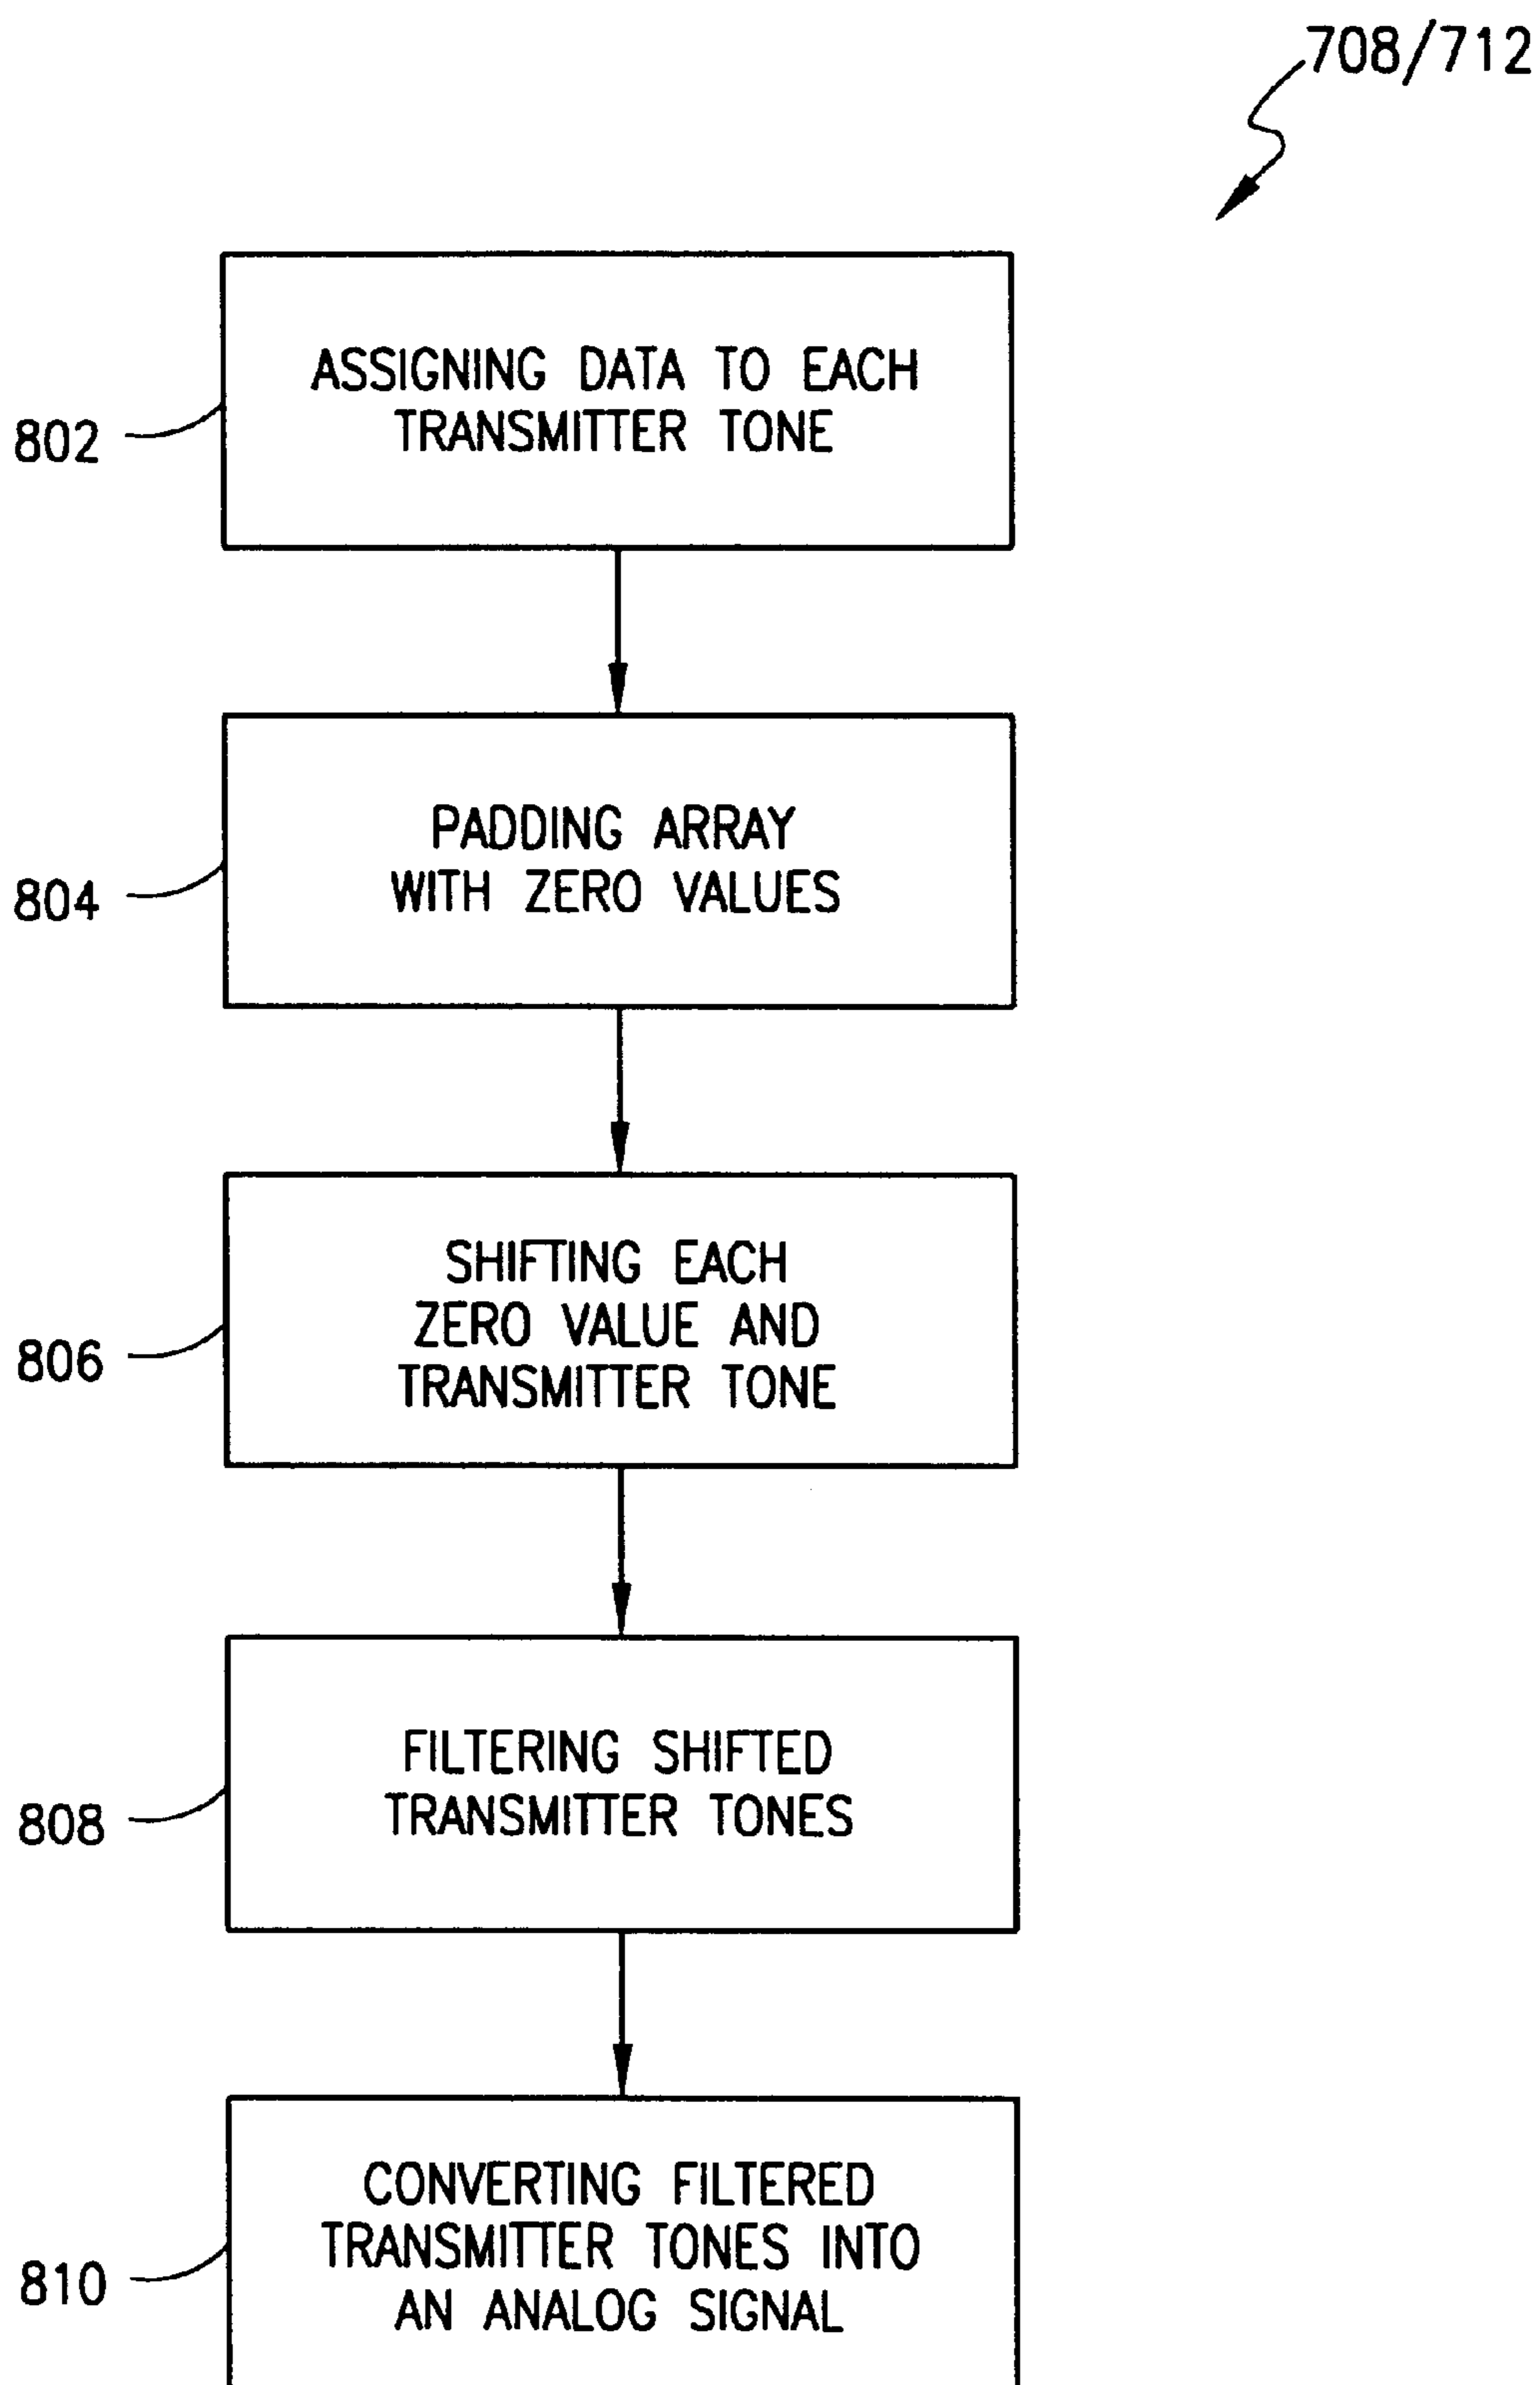 708/712
ASSIGNING DATA TO EACH
TRANSMITTER TONE
802
PADDING ARRAY
WITH ZERO VALUES
804
SHIFTING EACH
ZERO VALUE AND
TRANSMITTER TONE
806
FILTERING SHIFTED
TRANSMITTER TONES
808
CONVERTING FILTERED
TRANSMITTER TONES INTO
AN ANALOG SIGNAL
810